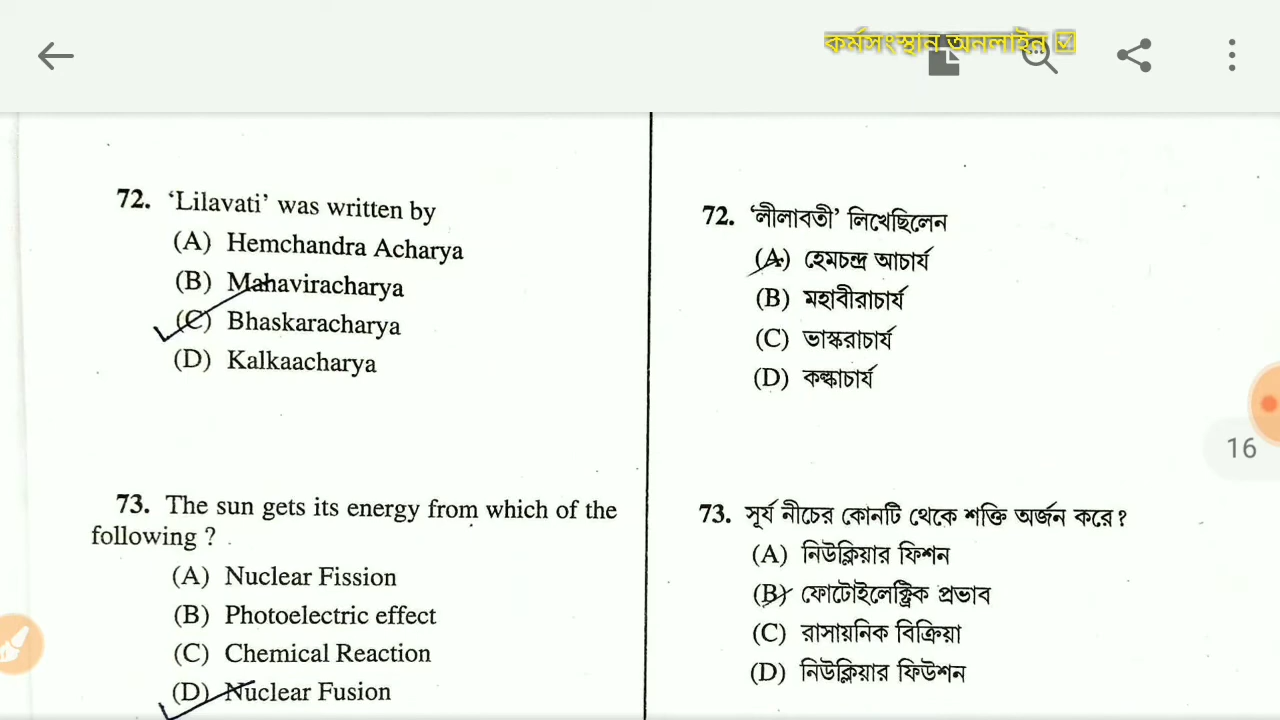 কর্মসংস্থান অনলাইন ☑
72. ‘Lilavati’ was written by
(A) Hemchandra Acharya
(B) Mahaviracharya
(C) Bhaskaracharya
(D) Kalkaacharya
73. The sun gets its energy from which of the
following ?
(A) Nuclear Fission
(B) Photoelectric effect
(C) Chemical Reaction
(D) Nuclear Fusion
72. ‘লীলাবতী’ লিখেছিলেন
(A) হেমচন্দ্র আচার্য
(B) মহাবীরাচার্য
(C) ভাস্করাচার্য
(D) কল্কাচার্য
73. সূর্য নীচের কোনটি থেকে শক্তি অর্জন করে?
(A) নিউক্লিয়ার ফিশন
(B) ফোটোইলেক্ট্রিক প্রভাব
(C) রাসায়নিক বিক্রিয়া
(D) নিউক্লিয়ার ফিউশন
16